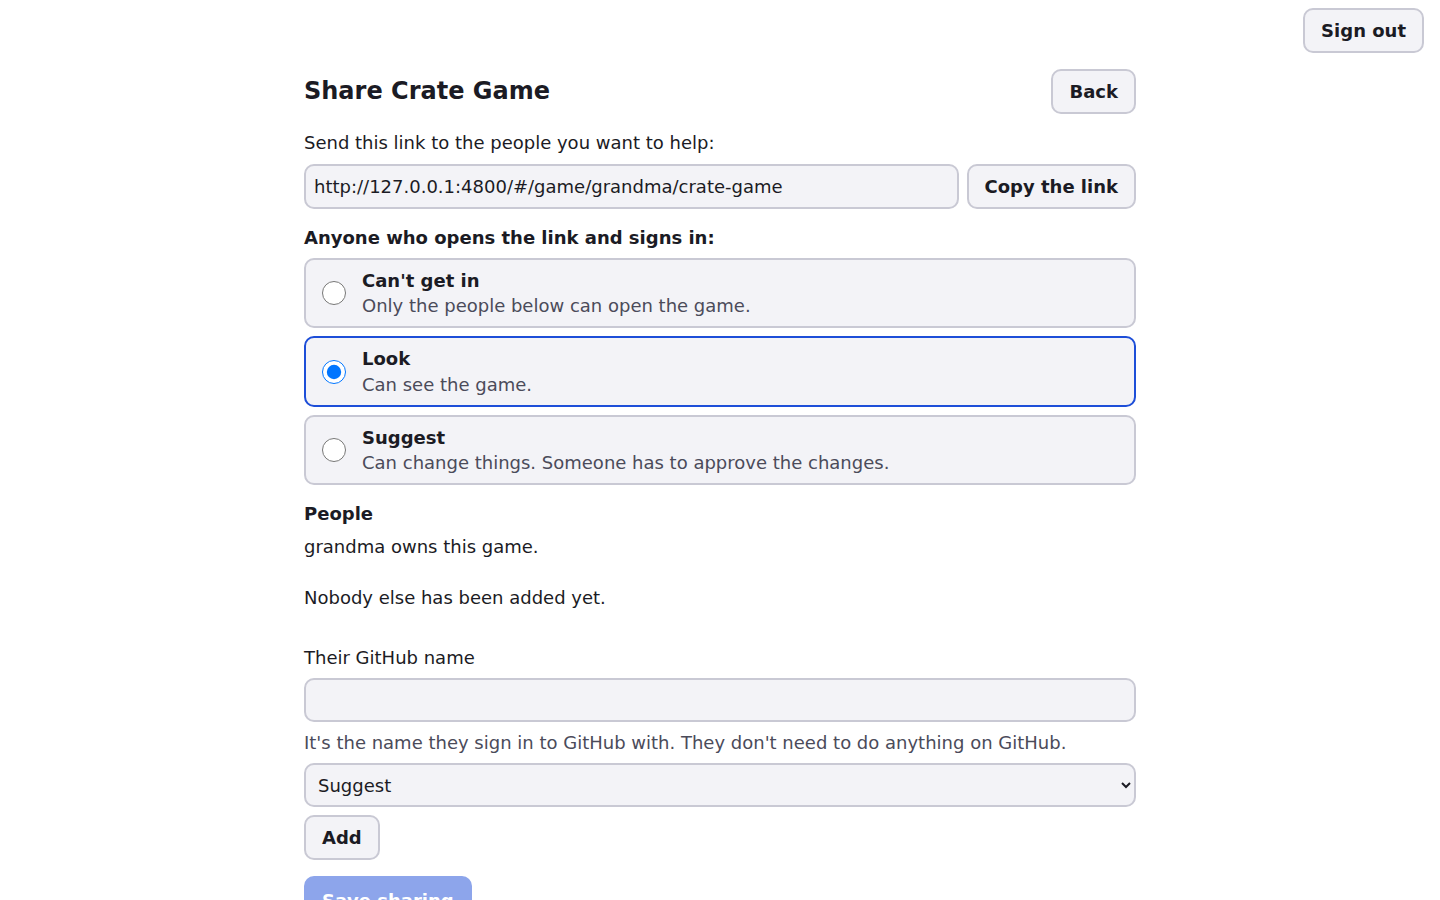 Sign out
Share Crate Game
Back
Send this link to the people you want to help:
http://127.0.0.1:4800/#/game/grandma/crate-game
Copy the link
Anyone who opens the link and signs in:
Can't get in
Only the people below can open the game.
Look
Can see the game.
Suggest
Can change things. Someone has to approve the changes.
People
grandma owns this game.
Nobody else has been added yet.
Their GitHub name
It's the name they sign in to GitHub with. They don't need to do anything on GitHub.
Suggest
Add
Save sharing